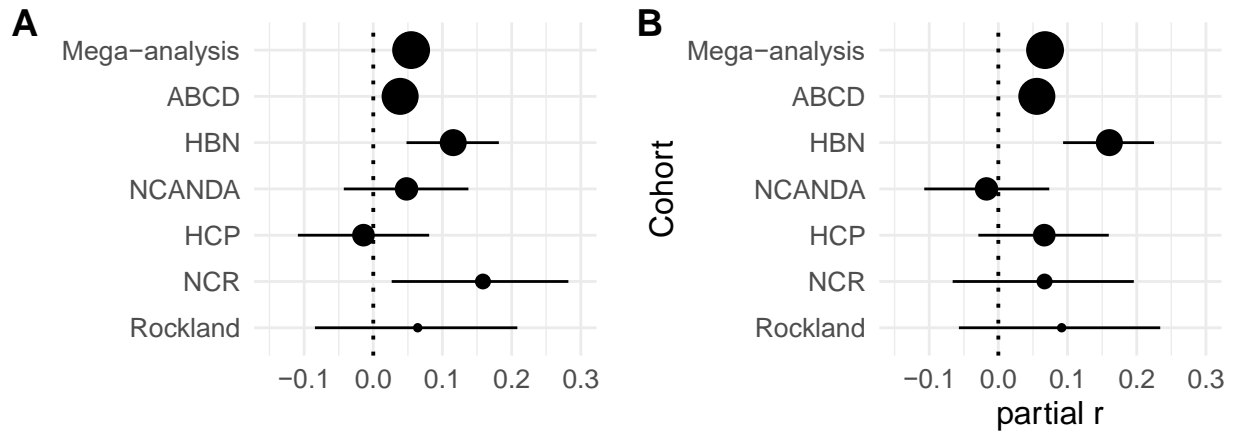 A
Mega−analysis
ABCD
HBN
NCANDA
HCP
NCR
Rockland
−0.1 0.0 0.1 0.2 0.3
B
Cohort
Mega−analysis
ABCD
HBN
NCANDA
HCP
NCR
Rockland
−0.1 0.0 0.1 0.2 0.3
partial r